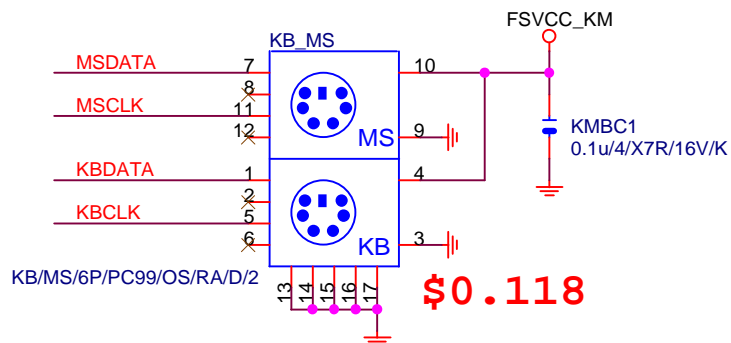 FSVCC_KM
KB_MS
MSDATA 7 10
8
MSCLK 11
12 MS 9
KMBC1
0.1u/4/X7R/16V/K
KBDATA 1 4
2
KBCLK 5
6 KB 3
KB/MS/6P/PC99/OS/RA/D/2
13 14 15 16 17
$0.118